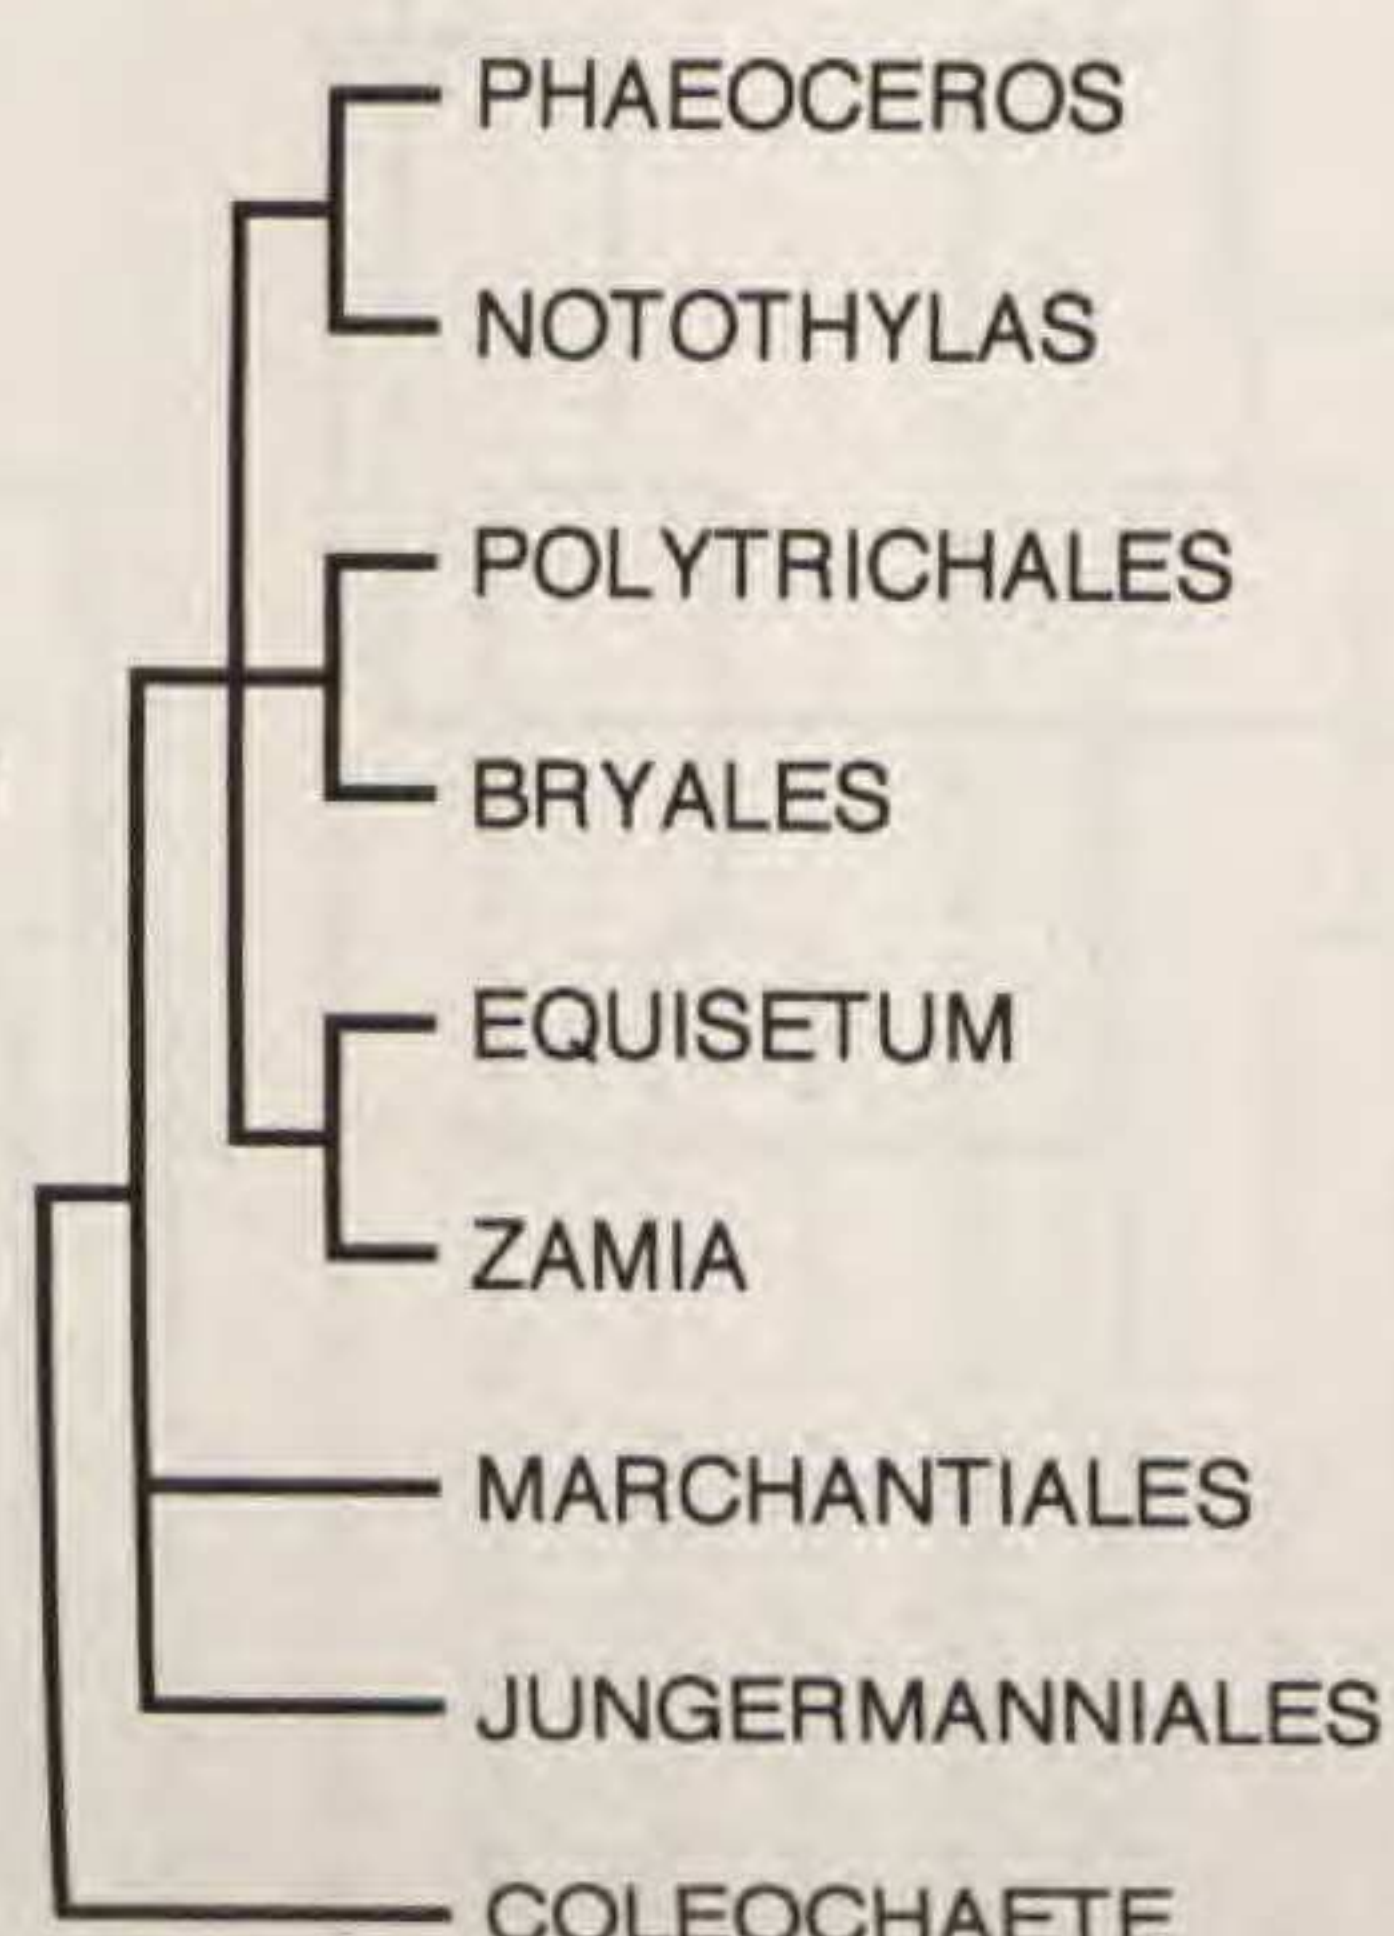 PHAEOCEROS
NOTOTHYLAS
POLYTRICHALES
BRYALES
EQUISETUM
ZAMIA
MARCHANTIALES
JUNGERMANNIALES
COLEOCHAETE